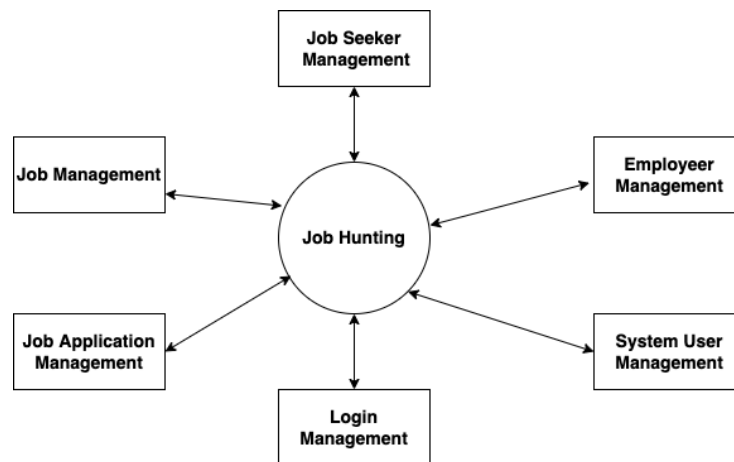 Job Seeker
Management
Job Management
Employeer
Management
Job Hunting
Job Application
Management
System User
Management
Login
Management